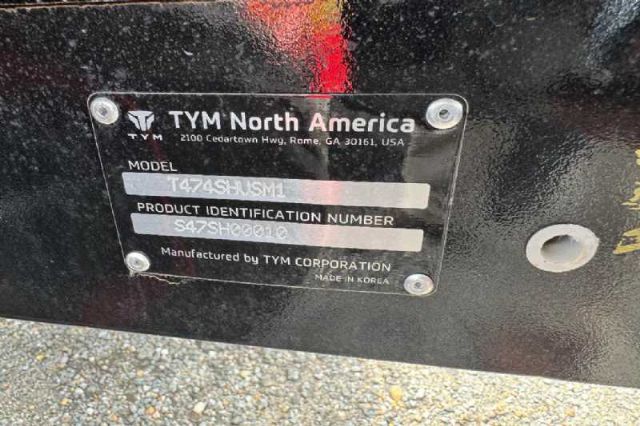 TYM
TYM North America
2100 Cedartown Hwg, Rome, GA 30161, USA
MODEL
T474SHUSM1
PRODUCT IDENTIFICATION NUMBER
S47SH00010
Manufactured by TYM CORPORATION
MADE IN KOREA